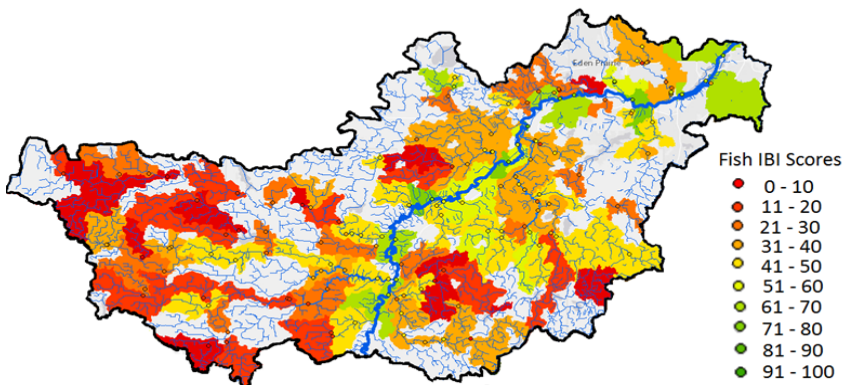 Eden Prairie
Fish IBI Scores
0 - 10
11 - 20
21 - 30
31 - 40
41 - 50
51 - 60
61 - 70
71 - 80
81 - 90
91 - 100